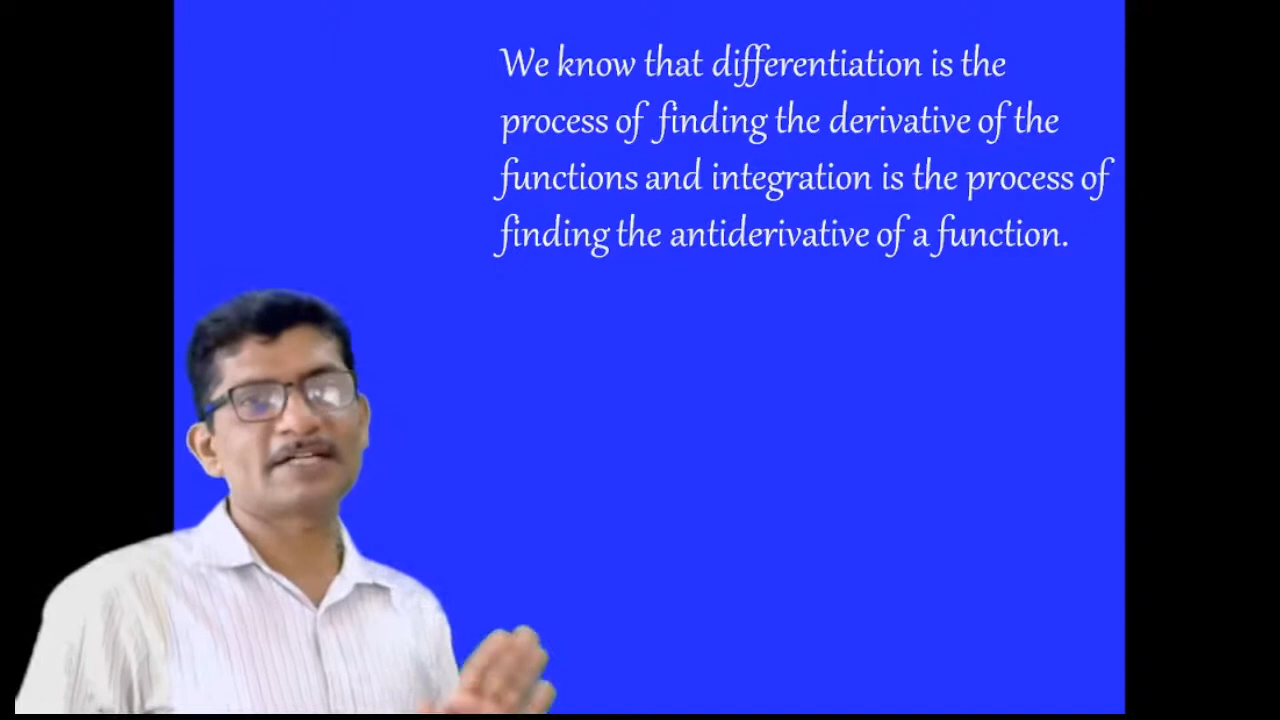 We know that differentiation is the
process of finding the derivative of the
functions and integration is the process of
finding the antiderivative of a function.